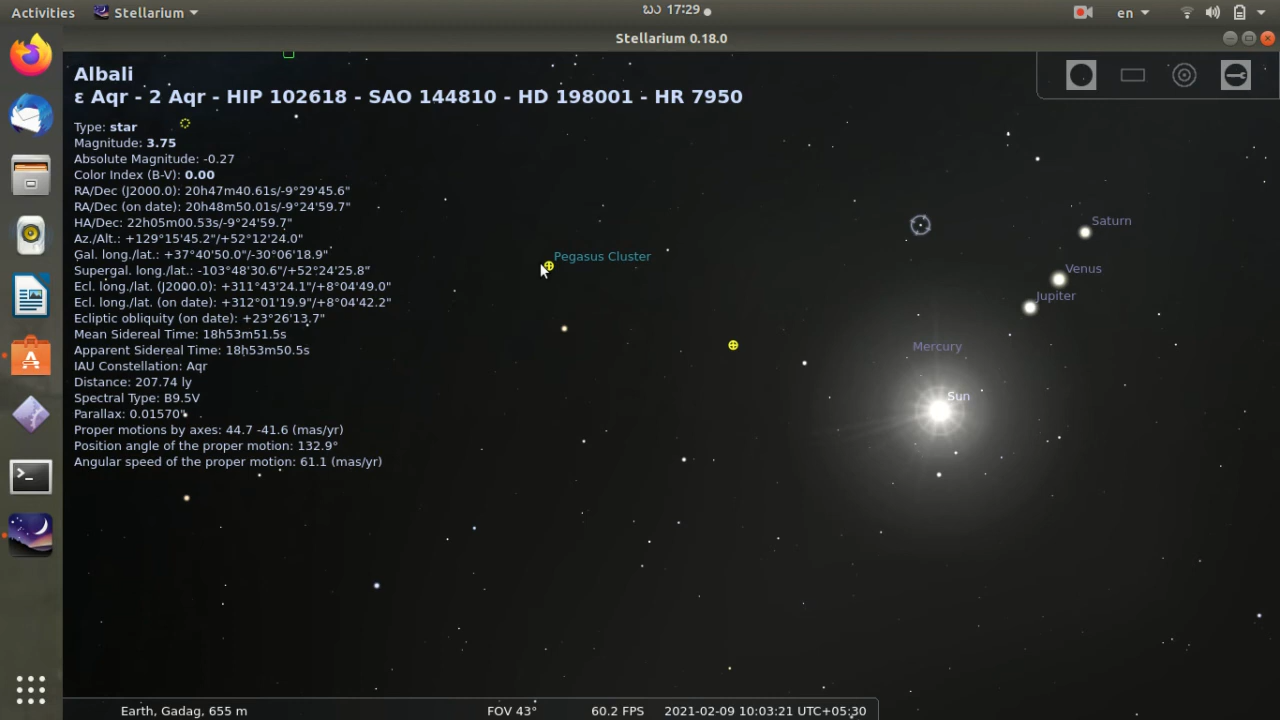 Activities
Stellarium
ಬುಧ 17:29
en
Stellarium 0.18.0
Albali
ε Aqr - 2 Aqr - HIP 102618 - SAO 144810 - HD 198001 - HR 7950
Type: star
Magnitude: 3.75
Absolute Magnitude: -0.27
Color Index (B-V): 0.00
RA/Dec (J2000.0): 20h47m40.61s/-9°29'45.6"
RA/Dec (on date): 20h48m50.01s/-9°24'59.7"
HA/Dec: 22h05m00.53s/-9°24'59.7"
Az./Alt.: +129°15'45.2"/+52°12'24.0"
Gal. long./lat.: +37°40'50.0"/-30°06'18.9"
Supergal. long./lat.: -103°48'30.6"/+52°24'25.8"
Ecl. long./lat. (J2000.0): +311°43'24.1"/+8°04'49.0"
Ecl. long./lat. (on date): +312°01'19.9"/+8°04'42.2"
Ecliptic obliquity (on date): +23°26'13.7"
Mean Sidereal Time: 18h53m51.5s
Apparent Sidereal Time: 18h53m50.5s
IAU Constellation: Aqr
Distance: 207.74 ly
Spectral Type: B9.5V
Parallax: 0.01570"
Proper motions by axes: 44.7 -41.6 (mas/yr)
Position angle of the proper motion: 132.9°
Angular speed of the proper motion: 61.1 (mas/yr)
Pegasus Cluster
Saturn
Venus
Jupiter
Mercury
Sun
Earth, Gadag, 655 m
FOV 43°
60.2 FPS
2021-02-09 10:03:21 UTC+05:30